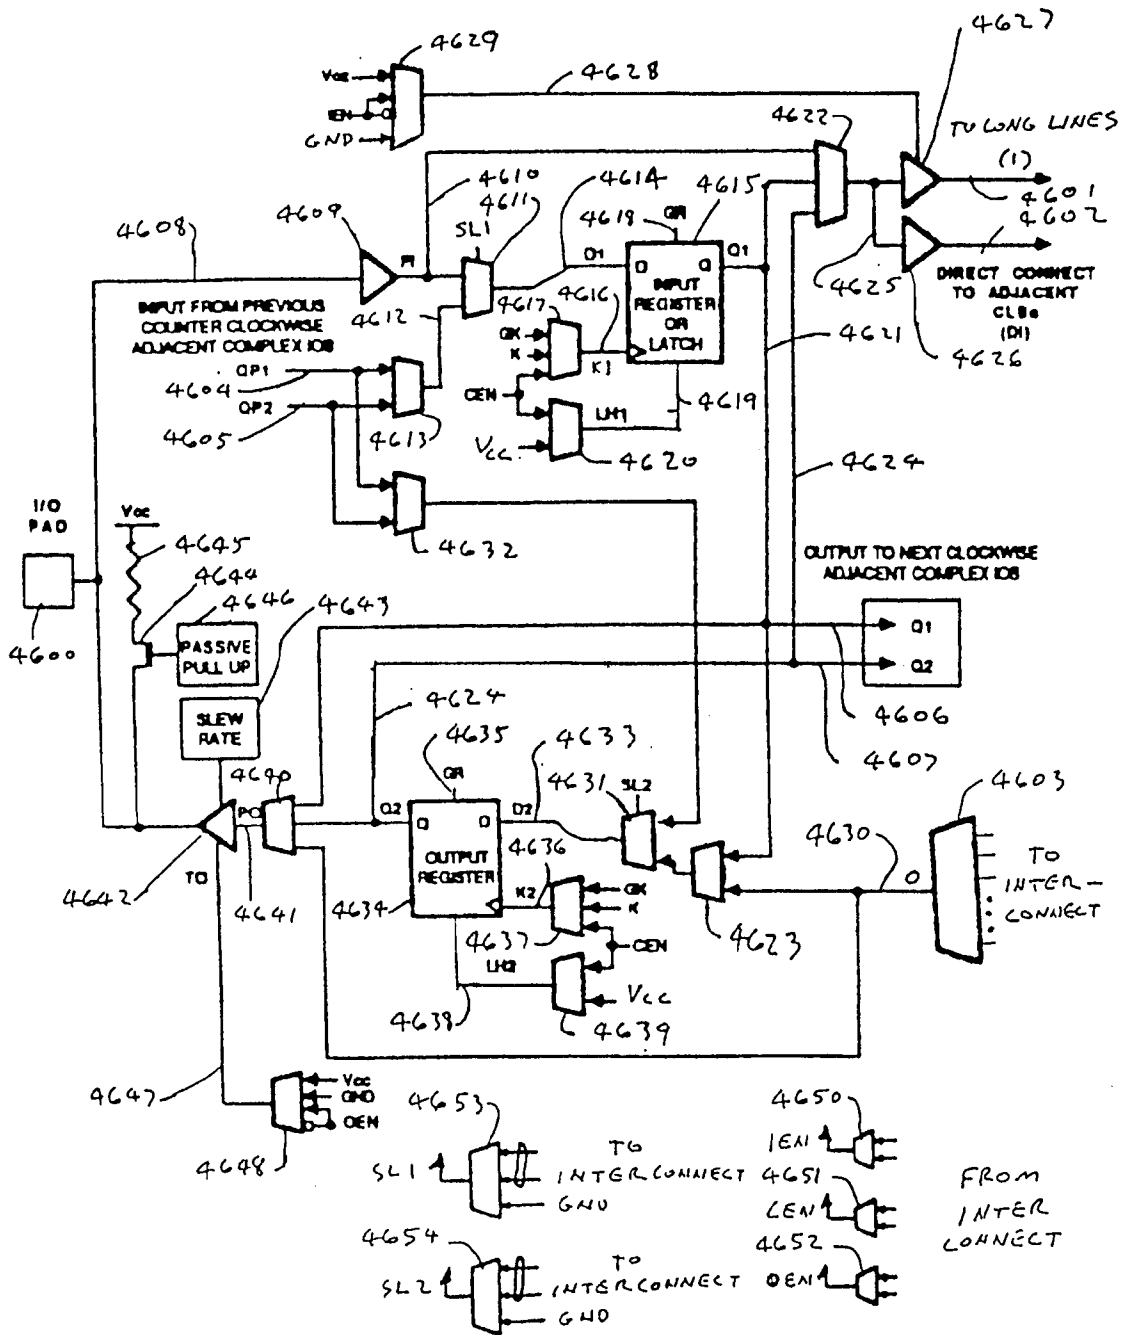 4627
4629
Vcc
4628
IEN
GND
4622
TO LONG LINES
(1)
4601
4602
4610
4614
4615
4611
4618
GR
4609
SL1
4608
PI
D1
D
Q
Q1
INPUT
REGISTER
OR
LATCH
4617
4616
4625
DIRECT CONNECT
TO ADJACENT
CLBs
(DI)
4626
INPUT FROM PREVIOUS
COUNTER CLOCKWISE
ADJACENT COMPLEX IOB
4612
GK
K
K1
4621
QP1
4604
CEN
4619
QP2
4605
4613
LH1
VCC
4620
4624
I/O
PAD
Vcc
4645
4632
OUTPUT TO NEXT CLOCKWISE
ADJACENT COMPLEX IOB
4644
4646
4643
Q1
4600
PASSIVE
PULL UP
Q2
4624
4606
SLEW
RATE
4635
4633
4607
4631
SL2
4603
4640
GR
PO
Q2
Q
D
D2
4630
OUTPUT
REGISTER
4636
O
TO
INTER-
CONNECT
TO
K2
GK
K
4642
4641
4634
4637
CEN
4623
LH2
VCC
4638
4639
4647
Vcc
GND
OEN
4648
4653
SL1
TO
INTERCONNECT
GND
4650
IEN
4651
CEN
4652
OEN
FROM
INTER
CONNECT
4654
SL2
TO
INTERCONNECT
GND